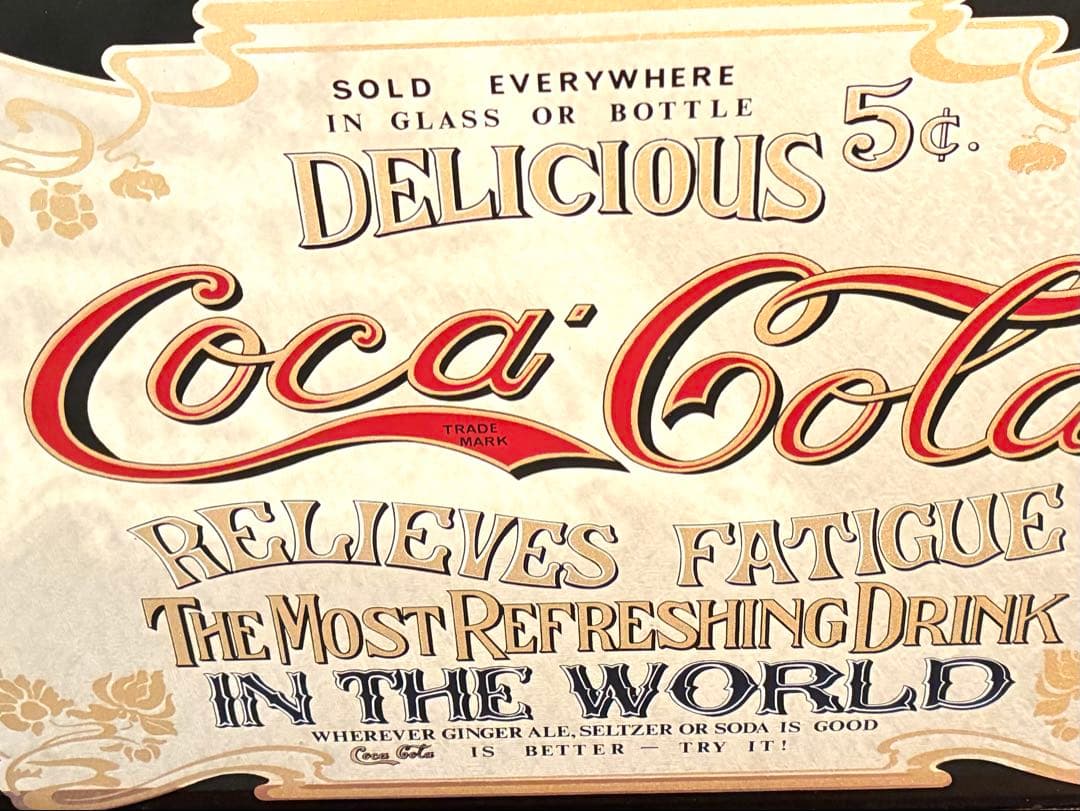 SOLD EVERYWHERE
IN GLASS OR BOTTLE
DELICIOUS 5¢.
Coca-Cola
TRADE
MARK
RELIEVES FATIGUE
THE MOST REFRESHING DRINK
IN THE WORLD
WHEREVER GINGER ALE, SELTZER OR SODA IS GOOD
Coca Cola IS BETTER — TRY IT!